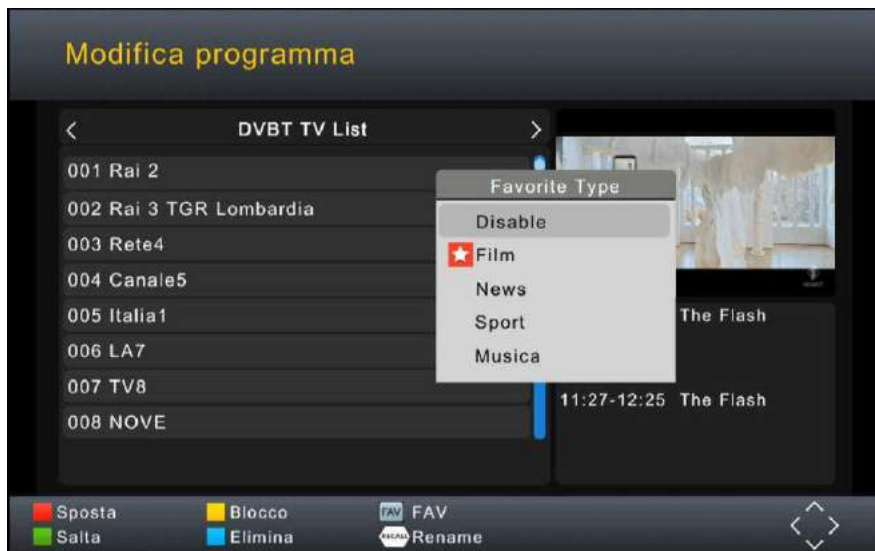 Modifica programma
DVBT TV List
001 Rai 2
002 Rai 3 TGR Lombardia
003 Rete4
004 Canale5
005 Italia1
006 LA7
007 TV8
008 NOVE
Favorite Type
Disable
Film
News
Sport
Musica
The Flash
11:27-12:25 The Flash
Sposta Blocco FAV FAV
Salta Elimina RECALL Rename